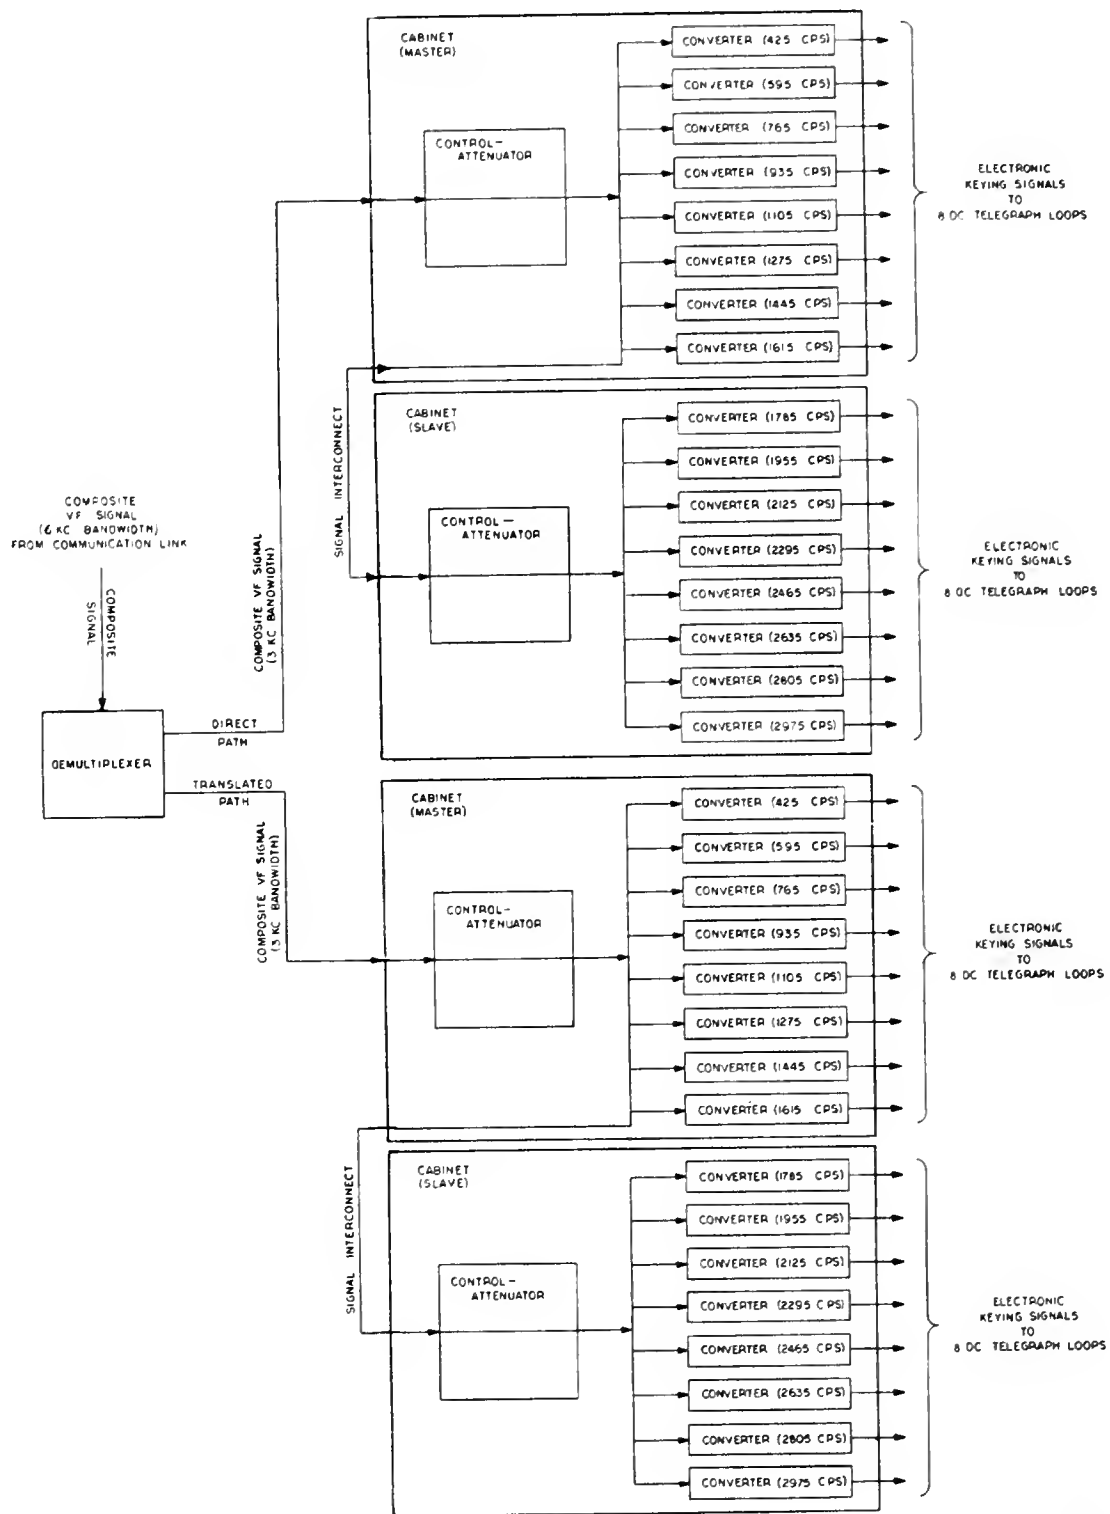 CABINET
(MASTER)
CONTROL-
ATTENUATOR
CONVERTER (425 CPS)
CONVERTER (595 CPS)
CONVERTER (765 CPS)
CONVERTER (935 CPS)
CONVERTER (1105 CPS)
CONVERTER (1275 CPS)
CONVERTER (1445 CPS)
CONVERTER (1615 CPS)
ELECTRONIC
KEYING SIGNALS
TO
8 DC TELEGRAPH LOOPS
SIGNAL INTERCONNECT
CABINET
(SLAVE)
CONTROL-
ATTENUATOR
CONVERTER (1785 CPS)
CONVERTER (1955 CPS)
CONVERTER (2125 CPS)
CONVERTER (2295 CPS)
CONVERTER (2465 CPS)
CONVERTER (2635 CPS)
CONVERTER (2805 CPS)
CONVERTER (2975 CPS)
ELECTRONIC
KEYING SIGNALS
TO
8 DC TELEGRAPH LOOPS
COMPOSITE
VF SIGNAL
(6 KC BANDWIDTH)
FROM COMMUNICATION LINK
COMPOSITE
SIGNAL
COMPOSITE VF SIGNAL
(3 KC BANDWIDTH)
DEMULTIPLEXER
DIRECT
PATH
TRANSLATED
PATH
COMPOSITE VF SIGNAL
(3 KC BANDWIDTH)
CABINET
(MASTER)
CONTROL-
ATTENUATOR
CONVERTER (425 CPS)
CONVERTER (595 CPS)
CONVERTER (765 CPS)
CONVERTER (935 CPS)
CONVERTER (1105 CPS)
CONVERTER (1275 CPS)
CONVERTER (1445 CPS)
CONVERTER (1615 CPS)
ELECTRONIC
KEYING SIGNALS
TO
8 DC TELEGRAPH LOOPS
SIGNAL INTERCONNECT
CABINET
(SLAVE)
CONTROL-
ATTENUATOR
CONVERTER (1785 CPS)
CONVERTER (1955 CPS)
CONVERTER (2125 CPS)
CONVERTER (2295 CPS)
CONVERTER (2465 CPS)
CONVERTER (2635 CPS)
CONVERTER (2805 CPS)
CONVERTER (2975 CPS)
ELECTRONIC
KEYING SIGNALS
TO
8 DC TELEGRAPH LOOPS